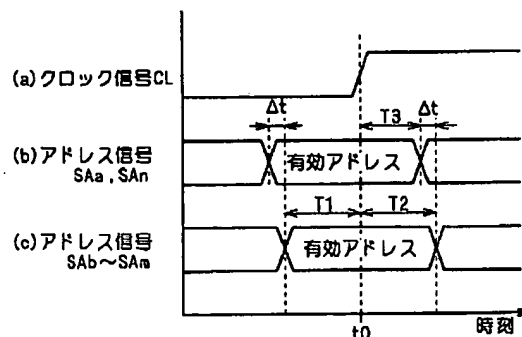 (a)クロック信号CL
Δt
T3
Δt
(b)アドレス信号
SAa,SAn
有効アドレス
T1
T2
(c)アドレス信号
SAb～SAm
有効アドレス
t0
時刻